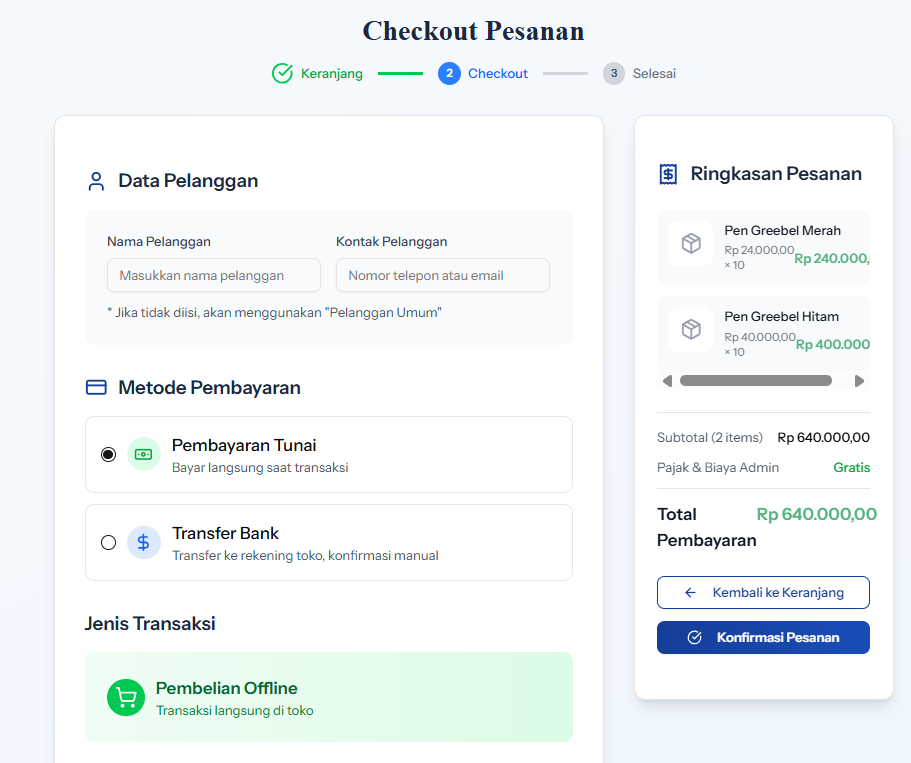 Checkout Pesanan
Keranjang
2 Checkout
3 Selesai
Data Pelanggan
Nama Pelanggan
Masukkan nama pelanggan
Kontak Pelanggan
Nomor telepon atau email
* Jika tidak diisi, akan menggunakan "Pelanggan Umum"
Metode Pembayaran
Pembayaran Tunai
Bayar langsung saat transaksi
Transfer Bank
Transfer ke rekening toko, konfirmasi manual
Jenis Transaksi
Pembelian Offline
Transaksi langsung di toko
Ringkasan Pesanan
Pen Greebel Merah
Rp 24.000,00
× 10
Rp 240.000,
Pen Greebel Hitam
Rp 40.000,00
× 10
Rp 400.000
Subtotal (2 items) Rp 640.000,00
Pajak & Biaya Admin Gratis
Total
Pembayaran
Rp 640.000,00
Kembali ke Keranjang
Konfirmasi Pesanan